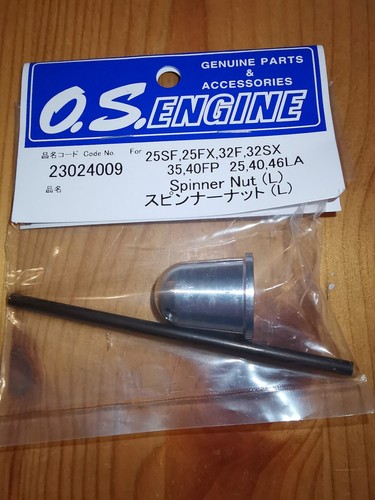 GENUINE PARTS
&
ACCESSORIES
O.S.ENGINE
品名コード Code No. For 25SF,25FX,32F,32SX
23024009 35,40FP 25,40,46LA
品名 Spinner Nut (L)
スピンナーナット (L)